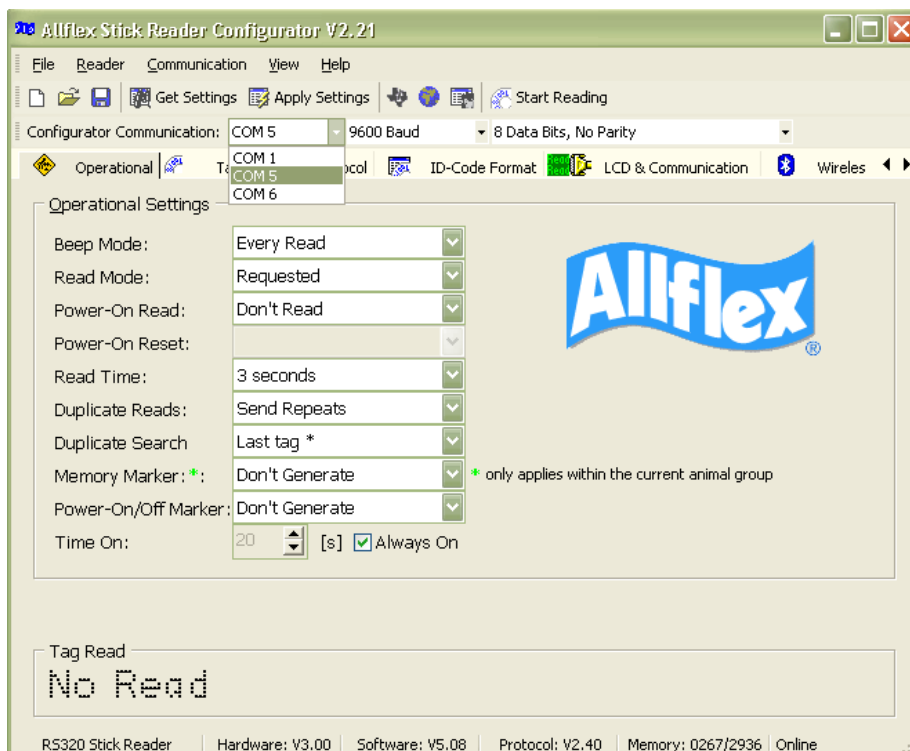 Allflex Stick Reader Configurator V2.21
File Reader Communication View Help
Get Settings Apply Settings Start Reading
Configurator Communication: COM 5 9600 Baud 8 Data Bits, No Parity
COM 1
COM 5
COM 6
Operational ID-Code Format LCD & Communication Wireles
Operational Settings
Beep Mode: Every Read
Read Mode: Requested
Power-On Read: Don't Read
Power-On Reset:
Read Time: 3 seconds
Duplicate Reads: Send Repeats
Duplicate Search Last tag *
Memory Marker:*: Don't Generate * only applies within the current animal group
Power-On/Off Marker: Don't Generate
Time On: 20 [s] Always On
Allflex ®
Tag Read
No Read
RS320 Stick Reader Hardware: V3.00 Software: V5.08 Protocol: V2.40 Memory: 0267/2936 Online